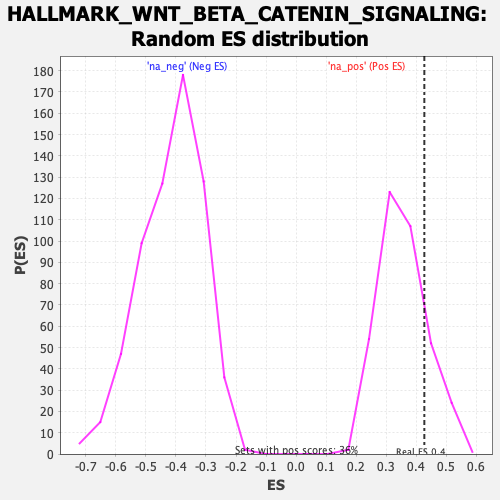 HALLMARK_WNT_BETA_CATENIN_SIGNALING:
Random ES distribution
'na_neg' (Neg ES)
'na_pos' (Pos ES)
180
170
160
150
140
130
120
110
100
90
80
70
60
50
40
30
20
10
0
P(ES)
Sets with pos scores: 36%
Real ES 0.4
-0.7 -0.6 -0.5 -0.4 -0.3 -0.2 -0.1 0.0 0.1 0.2 0.3 0.4 0.5 0.6
ES